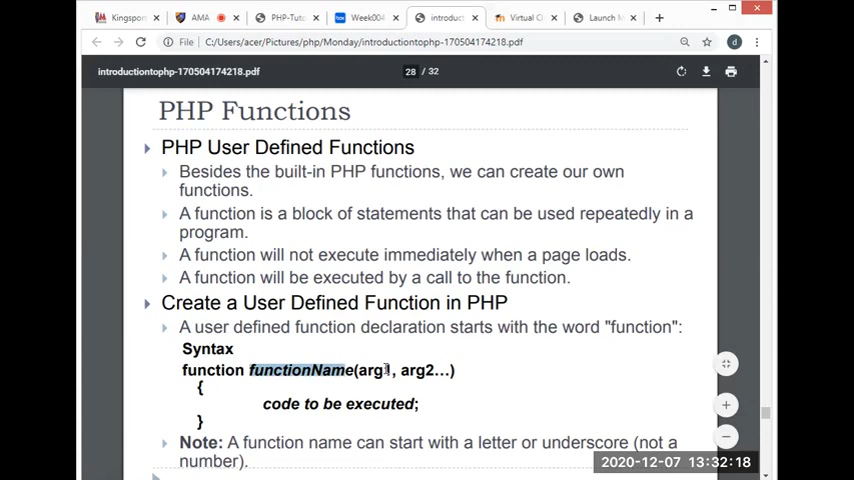 Kingspor
AMA
PHP-Tut
Week004
introduct
Virtual C
Launch M
File | C:/Users/acer/Pictures/php/Monday/introductiontophp-170504174218.pdf
d
introductiontophp-170504174218.pdf
28 / 32
PHP Functions
PHP User Defined Functions
Besides the built-in PHP functions, we can create our own
functions.
A function is a block of statements that can be used repeatedly in a
program.
A function will not execute immediately when a page loads.
A function will be executed by a call to the function.
Create a User Defined Function in PHP
A user defined function declaration starts with the word "function":
Syntax
function functionName(arg1, arg2...)
{
code to be executed;
}
Note: A function name can start with a letter or underscore (not a
number).
2020-12-07 13:32:18